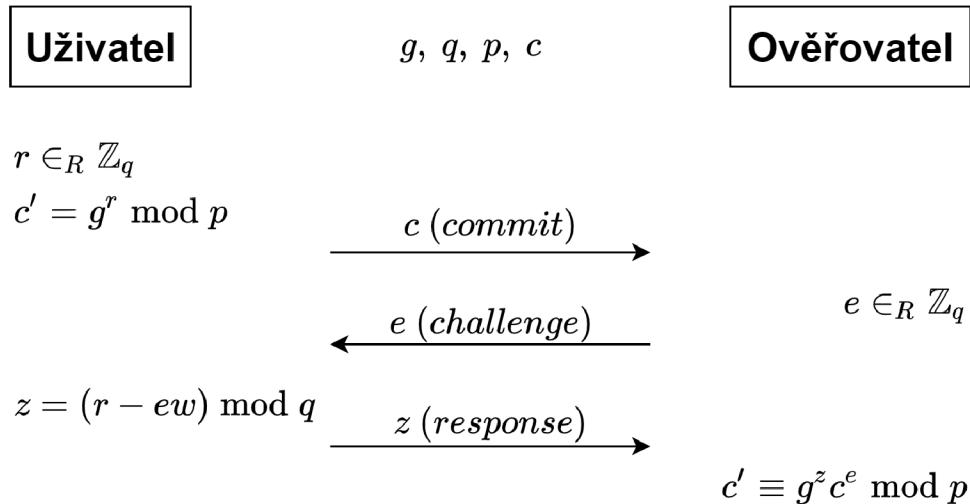 Uživatel
g, q, p, c
Ověřovatel
r ∈_R ℤ_q
c′ = g^r mod p
c (commit)
e ∈_R ℤ_q
e (challenge)
z = (r − ew) mod q
z (response)
c′ ≡ g^z c^e mod p